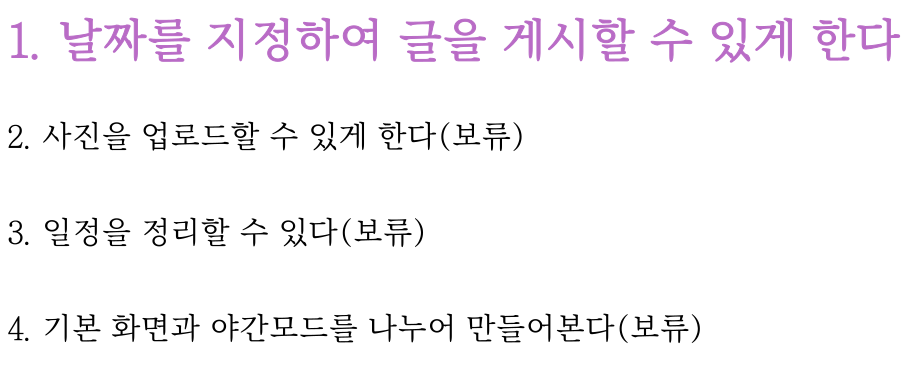 1. 날짜를 지정하여 글을 게시할 수 있게 한다
2. 사진을 업로드할 수 있게 한다(보류)
3. 일정을 정리할 수 있다(보류)
4. 기본 화면과 야간모드를 나누어 만들어본다(보류)